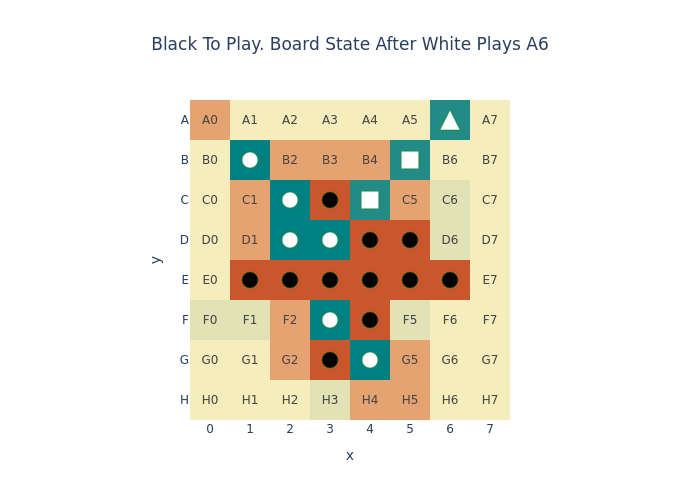 Black To Play. Board State After White Plays A6
A A0 A1 A2 A3 A4 A5 A7
B B0 B2 B3 B4 B6 B7
C C0 C1 C5 C6 C7
D D0 D1 D6 D7
y
E E0 E7
F F0 F1 F2 F5 F6 F7
G G0 G1 G2 G5 G6 G7
H H0 H1 H2 H3 H4 H5 H6 H7
0 1 2 3 4 5 6 7
x